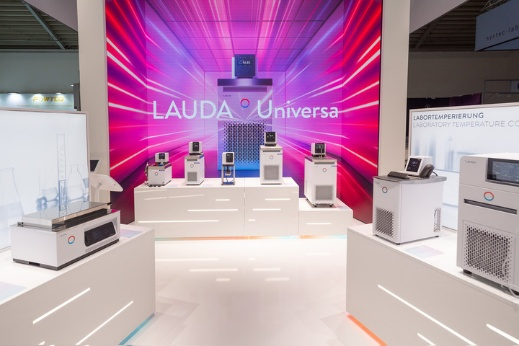 LAUDA Universa
LABORTEMPERIERUNG
LABORATORY TEMPERATURE CO